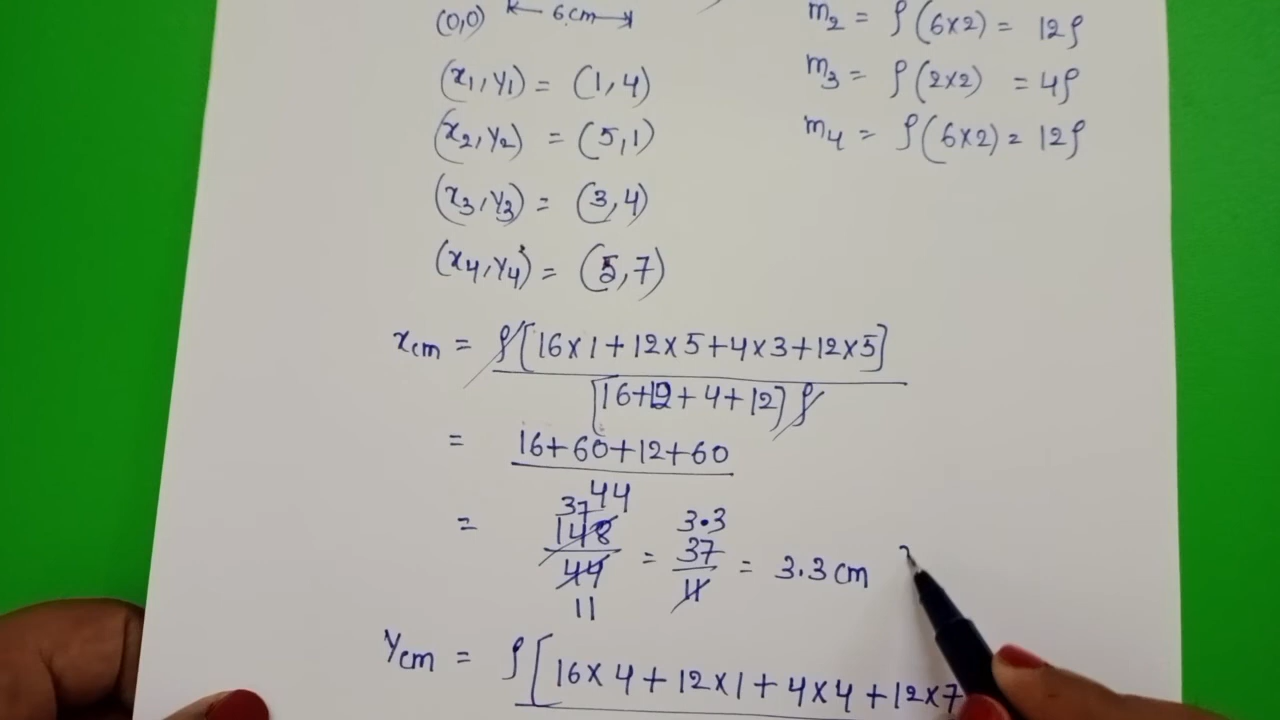 (0,0) ← 6cm →
m2 = ρ(6×2) = 12ρ
(x1,y1) = (1,4)
m3 = ρ(2×2) = 4ρ
(x2,y2) = (5,1)
m4 = ρ(6×2) = 12ρ
(x3,y3) = (3,4)
(x4,y4) = (5,7)
xcm = ρ[16×1+12×5+4×3+12×5]
[16+12+4+12]ρ
= 16+60+12+60
44
37 3.3
= 148 = 37 = 3.3cm
44 11
11
Ycm = ρ[16×4+12×1+4×4+12×7